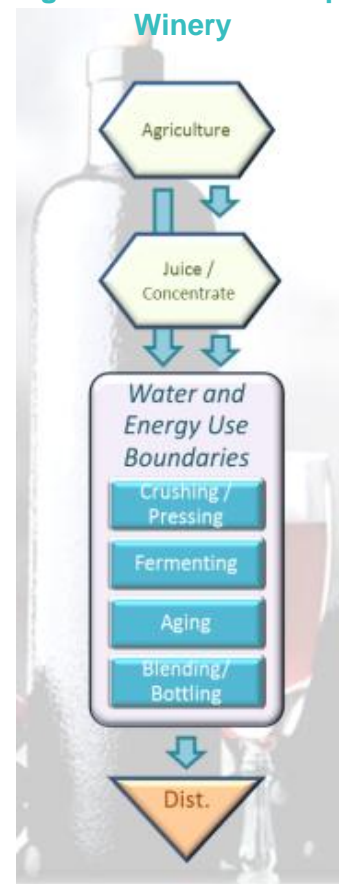 Winery
Agriculture
Juice /
Concentrate
Water and
Energy Use
Boundaries
Crushing /
Pressing
Fermenting
Aging
Blending/
Bottling
Dist.